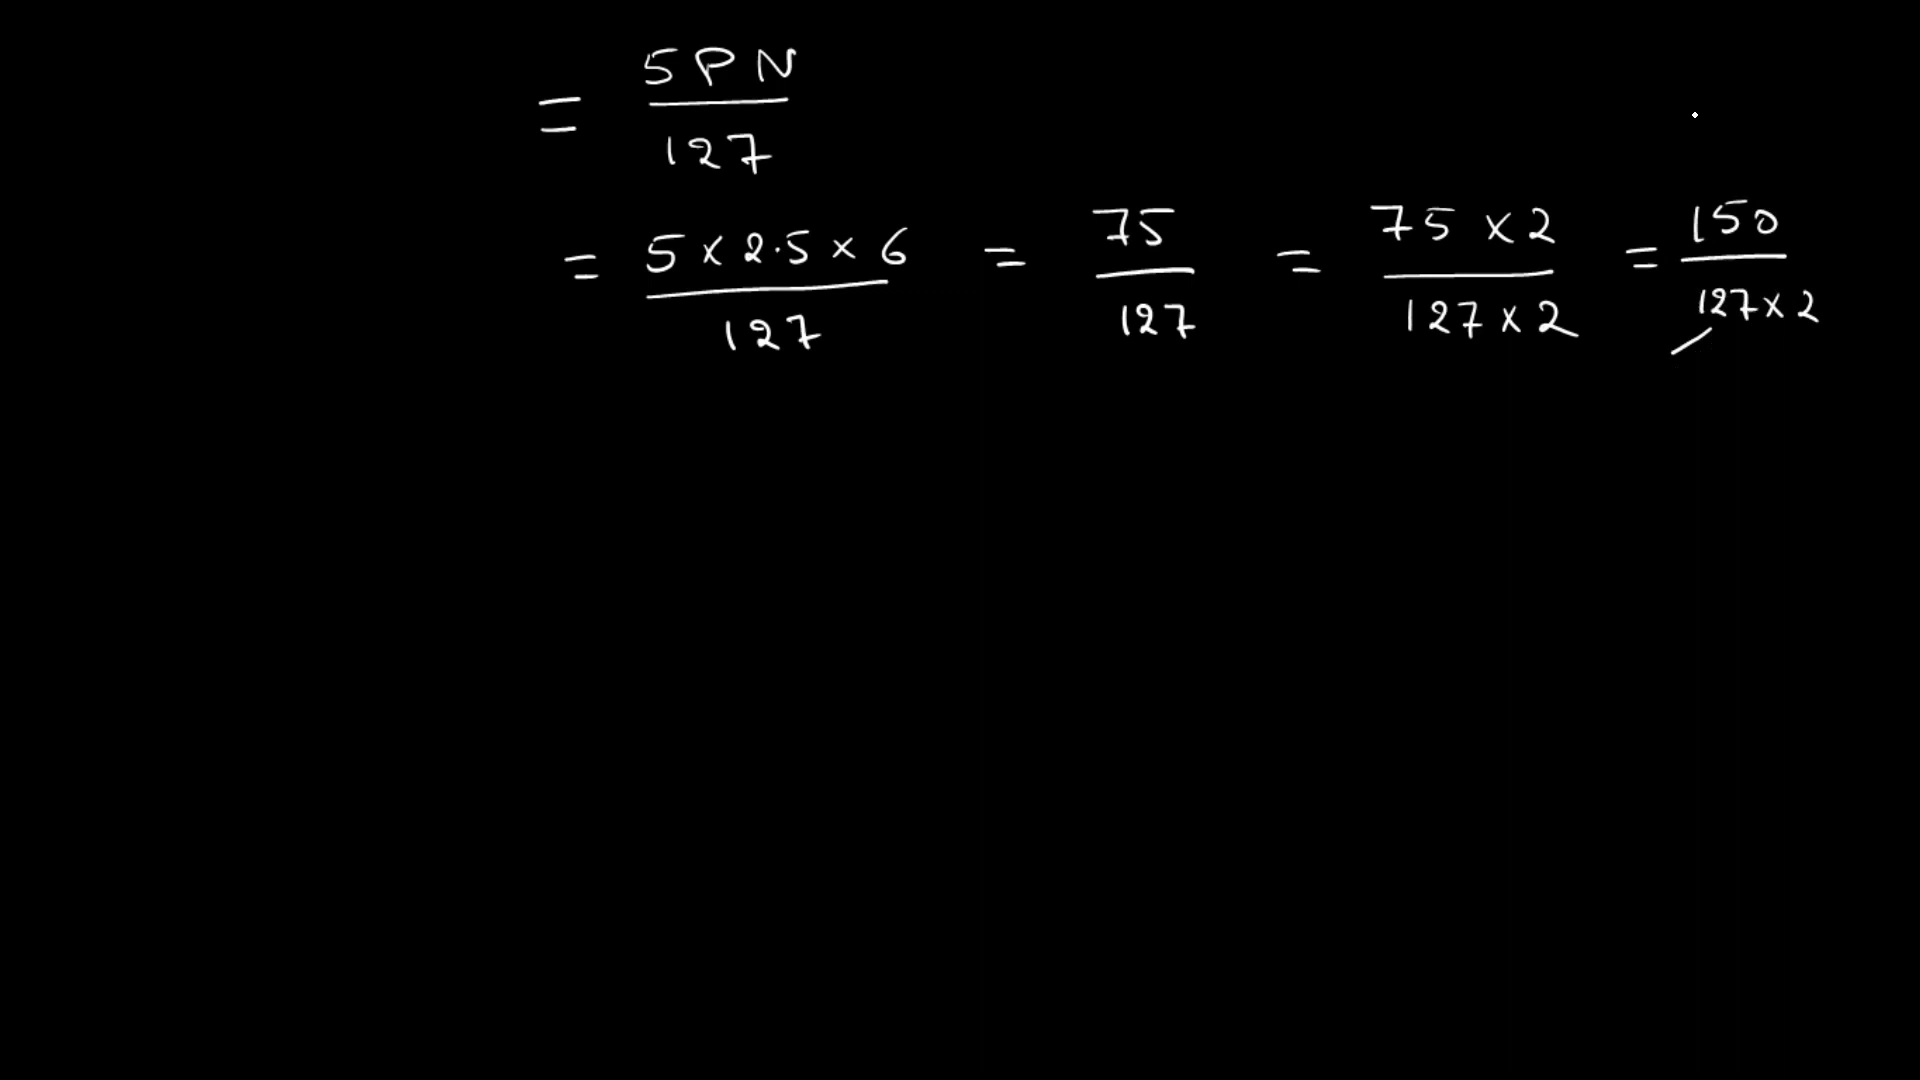 = 5PN / 127
= 5 × 2.5 × 6 / 127 = 75 / 127 = 75 × 2 / 127 × 2 = 150 / 127 × 2